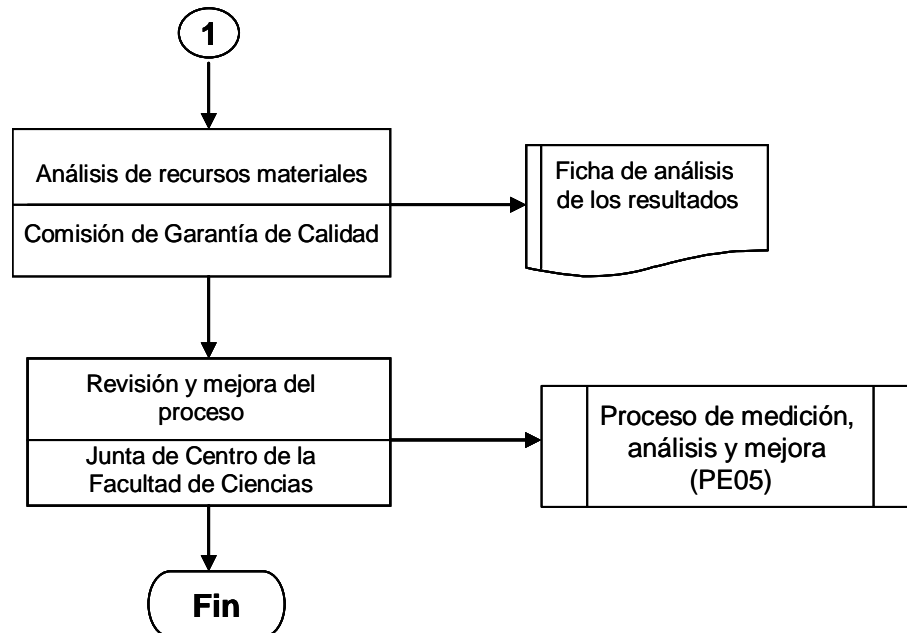 1
Análisis de recursos materiales
Comisión de Garantía de Calidad
Ficha de análisis
de los resultados
Revisión y mejora del
proceso
Junta de Centro de la
Facultad de Ciencias
Proceso de medición,
análisis y mejora
(PE05)
Fin